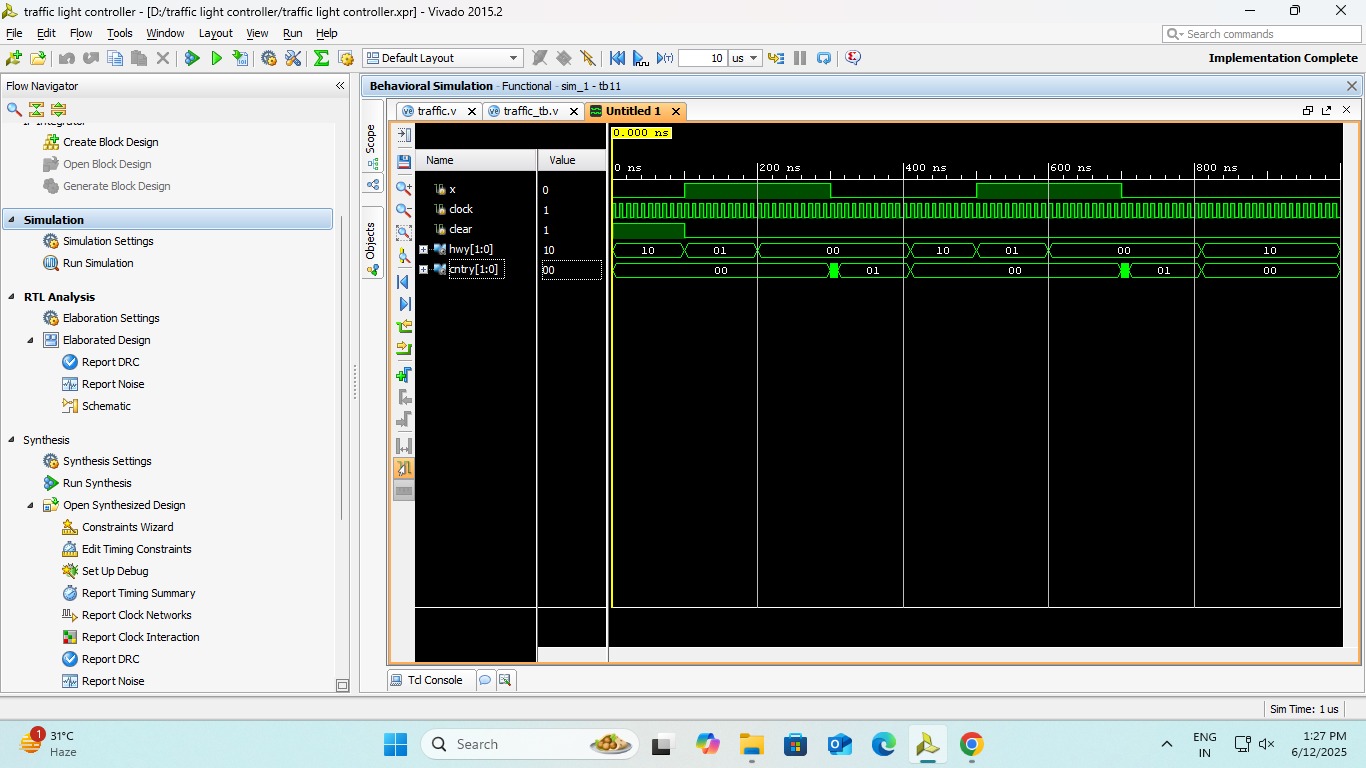 traffic light controller - [D:/traffic light controller/traffic light controller.xpr] - Vivado 2015.2
File Edit Flow Tools Window Layout View Run Help
Search commands
Default Layout
10 us
Implementation Complete
Flow Navigator
Create Block Design
Open Block Design
Generate Block Design
Simulation
Simulation Settings
Run Simulation
RTL Analysis
Elaboration Settings
Elaborated Design
Report DRC
Report Noise
Schematic
Synthesis
Synthesis Settings
Run Synthesis
Open Synthesized Design
Constraints Wizard
Edit Timing Constraints
Set Up Debug
Report Timing Summary
Report Clock Networks
Report Clock Interaction
Report DRC
Report Noise
Behavioral Simulation - Functional - sim_1 - tb11
Scope
Objects
traffic.v traffic_tb.v Untitled 1
0.000 ns
Name Value
0 ns 200 ns 400 ns 600 ns 800 ns
x 0
clock 1
clear 1
hwy[1:0] 10 10 01 00 10 01 00 10
cntry[1:0] 00 00 01 00 01 00
Tcl Console
Sim Time: 1 us
1
31°C
Haze
Search
ENG
IN
1:27 PM
6/12/2025